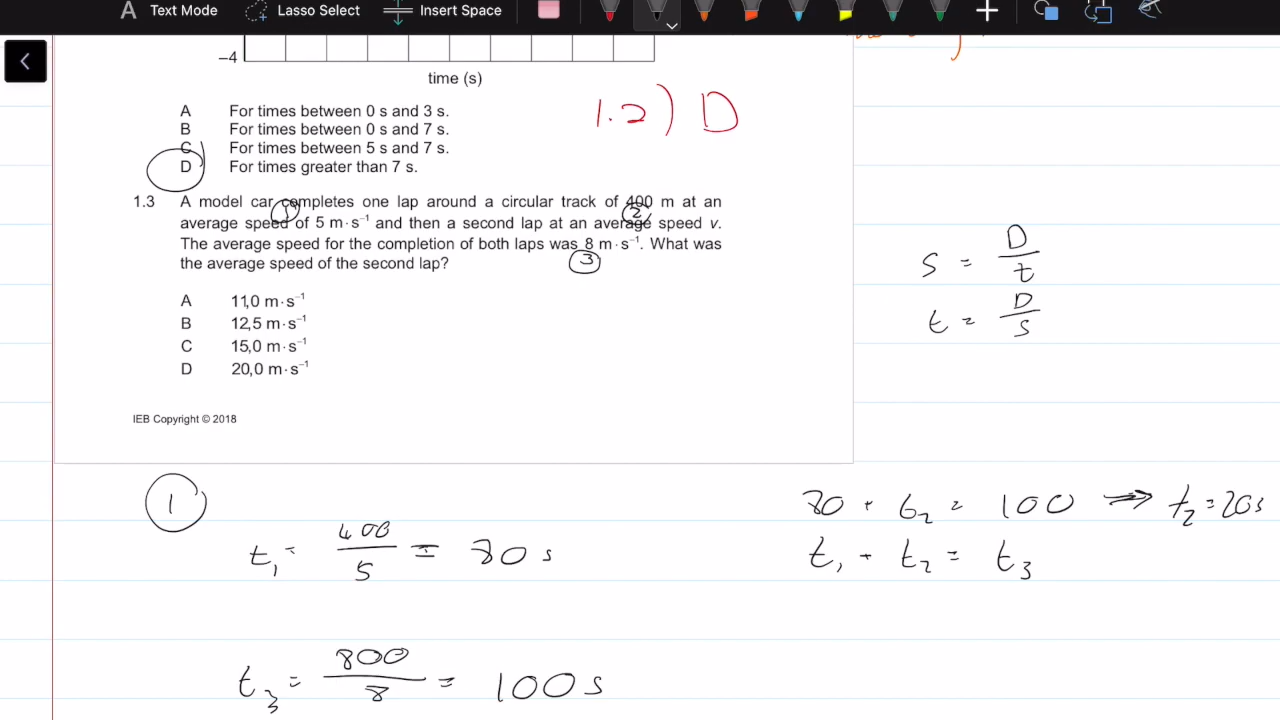 A Text Mode Lasso Select Insert Space
–4
time (s)
A For times between 0 s and 3 s.
B For times between 0 s and 7 s.
C For times between 5 s and 7 s.
D For times greater than 7 s.
1.2) D
1.3 A model car completes one lap around a circular track of 400 m at an
average speed of 5 m·s⁻¹ and then a second lap at an average speed v.
The average speed for the completion of both laps was 8 m·s⁻¹. What was
the average speed of the second lap?
1
2
3
A 11,0 m·s⁻¹
B 12,5 m·s⁻¹
C 15,0 m·s⁻¹
D 20,0 m·s⁻¹
s = D/t
t = D/s
IEB Copyright © 2018
1
t₁ = 400/5 = 80 s
t₃ = 800/8 = 100 s
80 + t₂ = 100 ⇒ t₂ = 20s
t₁ + t₂ = t₃